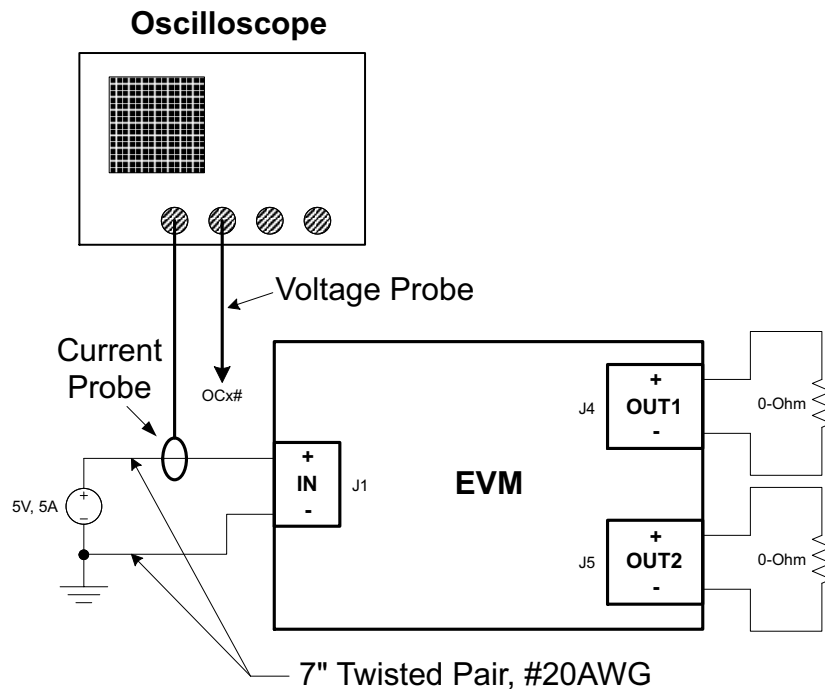 Oscilloscope
Voltage Probe
Current
Probe
OCx#
+
OUT1
-
J4
0-Ohm
+
IN
-
J1
EVM
5V, 5A
+
-
+
OUT2
-
J5
0-Ohm
7" Twisted Pair, #20AWG